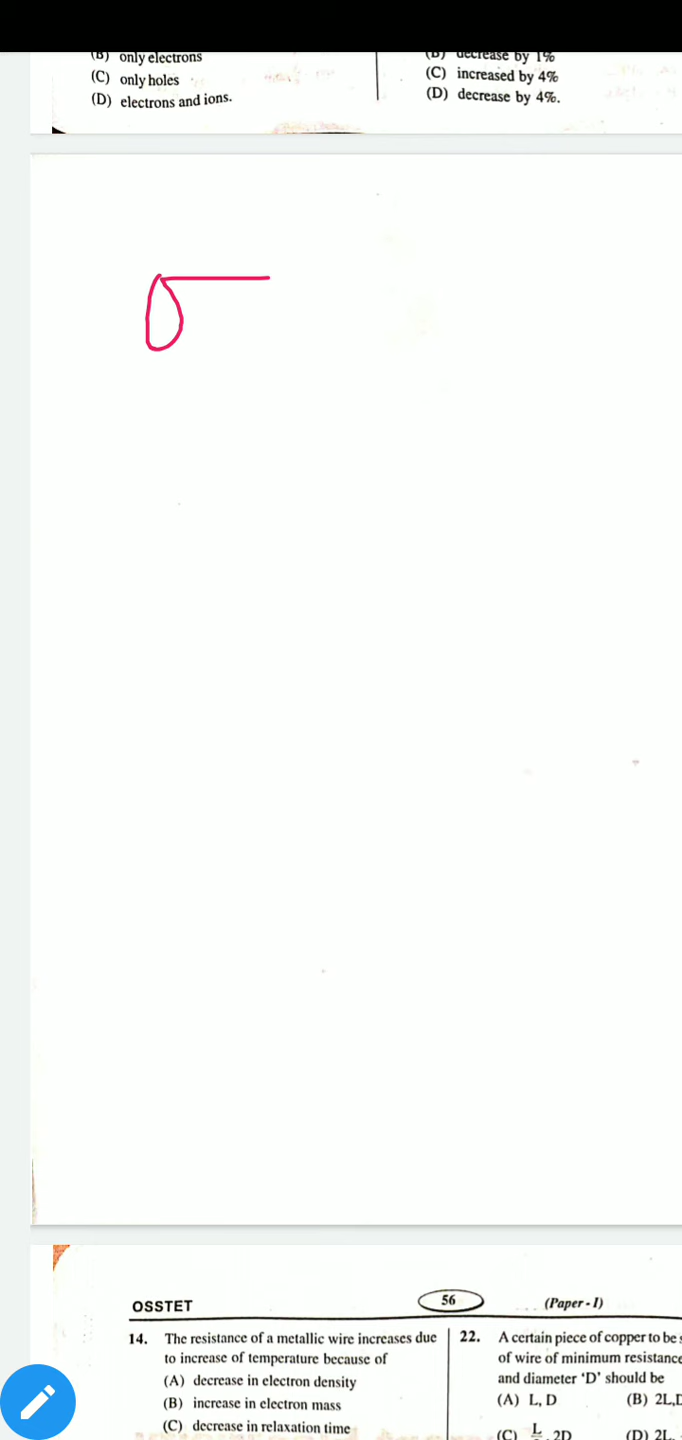 (B) only electrons
(C) only holes
(D) electrons and ions.
(B) decrease by 1%
(C) increased by 4%
(D) decrease by 4%.
σ
OSSTET
56
(Paper - I)
14. The resistance of a metallic wire increases due
to increase of temperature because of
(A) decrease in electron density
(B) increase in electron mass
(C) decrease in relaxation time
22. A certain piece of copper to be
of wire of minimum resistance
and diameter ‘D’ should be
(A) L, D (B) 2L,
(C) L, 2D (D) 2L,